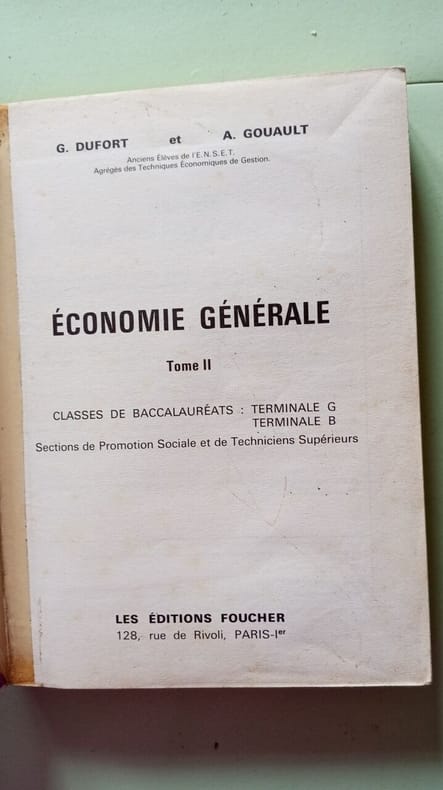 G. DUFORT et A. GOUAULT
Anciens Élèves de l'E.N.S.E.T.
Agrégés des Techniques Économiques de Gestion.
ÉCONOMIE GÉNÉRALE
Tome II
CLASSES DE BACCALAURÉATS : TERMINALE G
TERMINALE B
Sections de Promotion Sociale et de Techniciens Supérieurs
LES ÉDITIONS FOUCHER
128, rue de Rivoli, PARIS-Ier